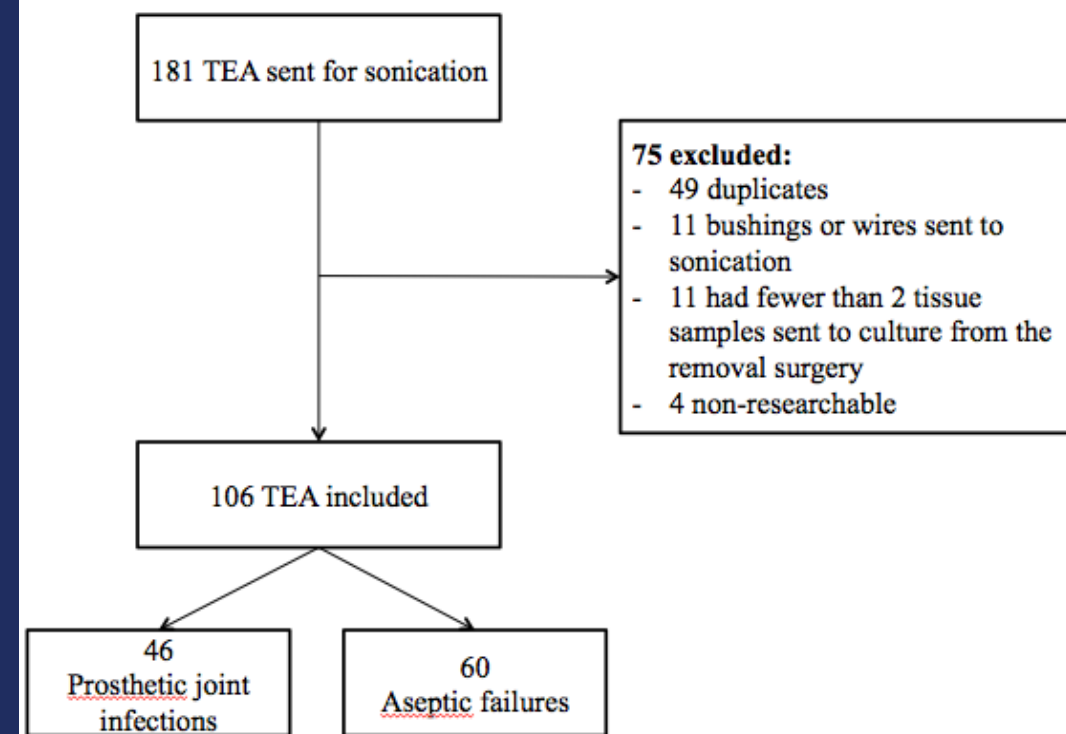 181 TEA sent for sonication
75 excluded:
- 49 duplicates
- 11 bushings or wires sent to
sonication
- 11 had fewer than 2 tissue
samples sent to culture from the
removal surgery
- 4 non-researchable
106 TEA included
46
Prosthetic joint
infections
60
Aseptic failures